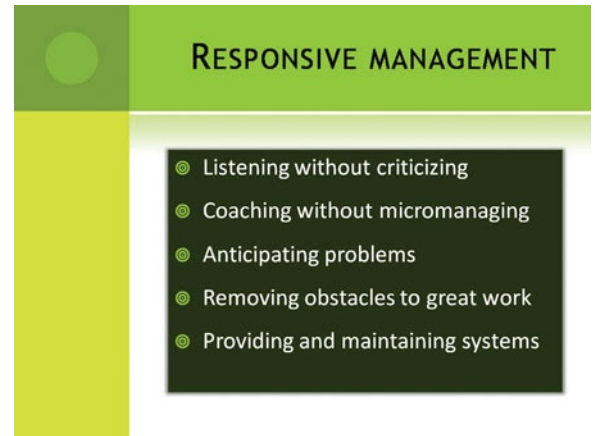 RESPONSIVE MANAGEMENT
Listening without criticizing
Coaching without micromanaging
Anticipating problems
Removing obstacles to great work
Providing and maintaining systems